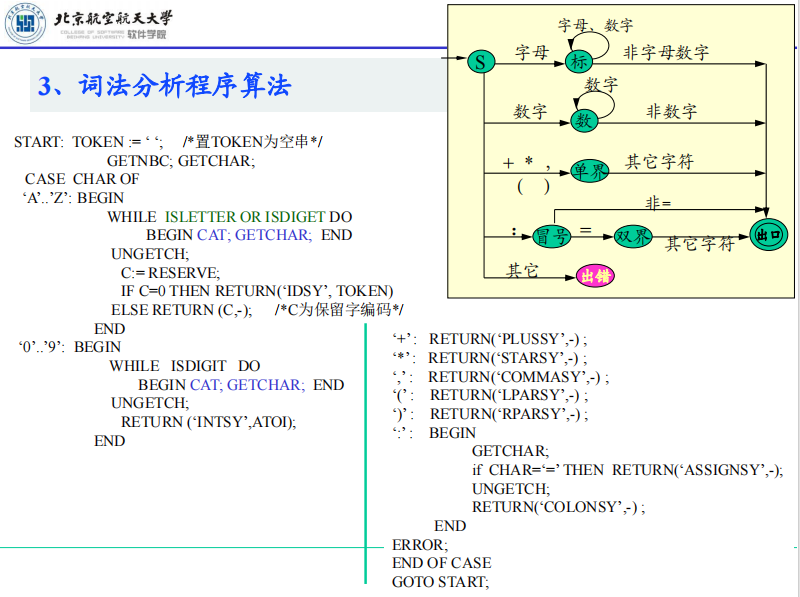 北京航空航天大学
COLLEGE OF SOFTWARE 软件学院
BEIHANG UNIVERSITY
3、词法分析程序算法
START: TOKEN := ‘ ‘; /*置TOKEN为空串*/
GETNBC; GETCHAR;
CASE CHAR OF
‘A’..’Z’: BEGIN
WHILE ISLETTER OR ISDIGET DO
BEGIN CAT; GETCHAR; END
UNGETCH;
C:= RESERVE;
IF C=0 THEN RETURN(‘IDSY’, TOKEN)
ELSE RETURN (C,-); /*C为保留字编码*/
END
‘0’..’9’: BEGIN
WHILE ISDIGIT DO
BEGIN CAT; GETCHAR; END
UNGETCH;
RETURN (‘INTSY’,ATOI);
END
字母、数字
S 字母 标 非字母数字
数字
数字 数 非数字
+ * , 单界 其它字符
( )
非=
: 冒号 = 双界 其它字符 出口
其它 出错
‘+’: RETURN(‘PLUSSY’,-) ;
‘*’: RETURN(‘STARSY’,-) ;
‘,’: RETURN(‘COMMASY’,-) ;
‘(’: RETURN(‘LPARSY’,-) ;
‘)’: RETURN(‘RPARSY’,-) ;
‘:’ : BEGIN
GETCHAR;
if CHAR=‘=’ THEN RETURN(‘ASSIGNSY’,-);
UNGETCH;
RETURN(‘COLONSY’,-) ;
END
ERROR;
END OF CASE
GOTO START;